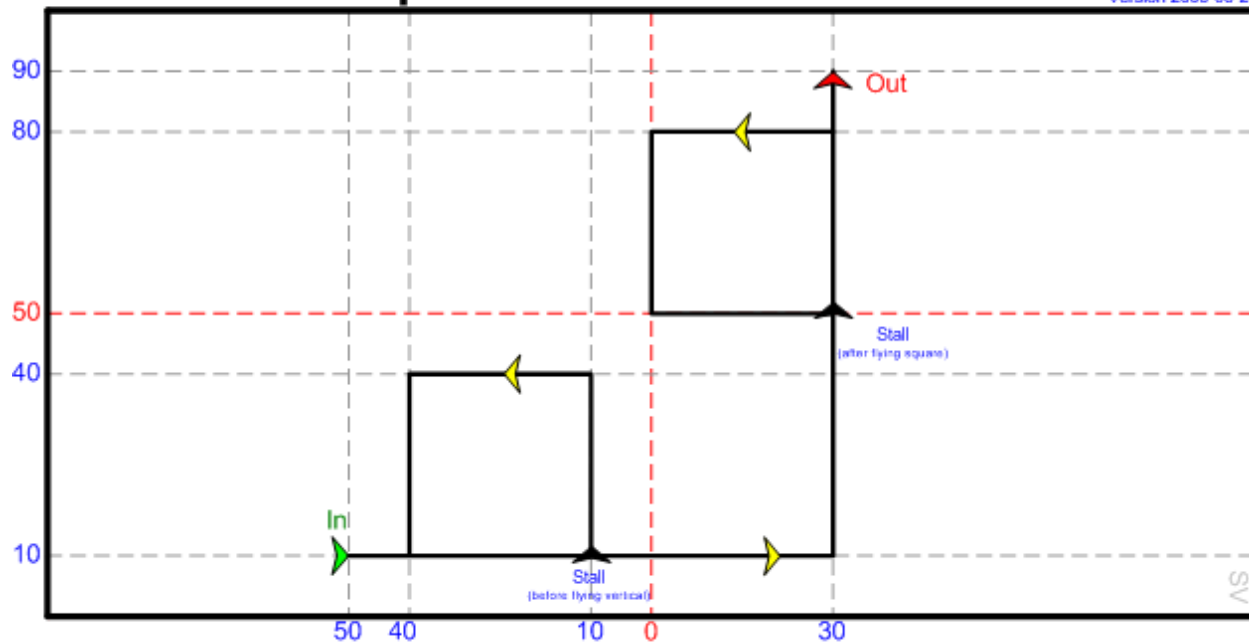 90
Out
80
50
Stall
(after flying square)
40
In
10
Stall
(before flying vertical)
SV
50 40 10 0 30